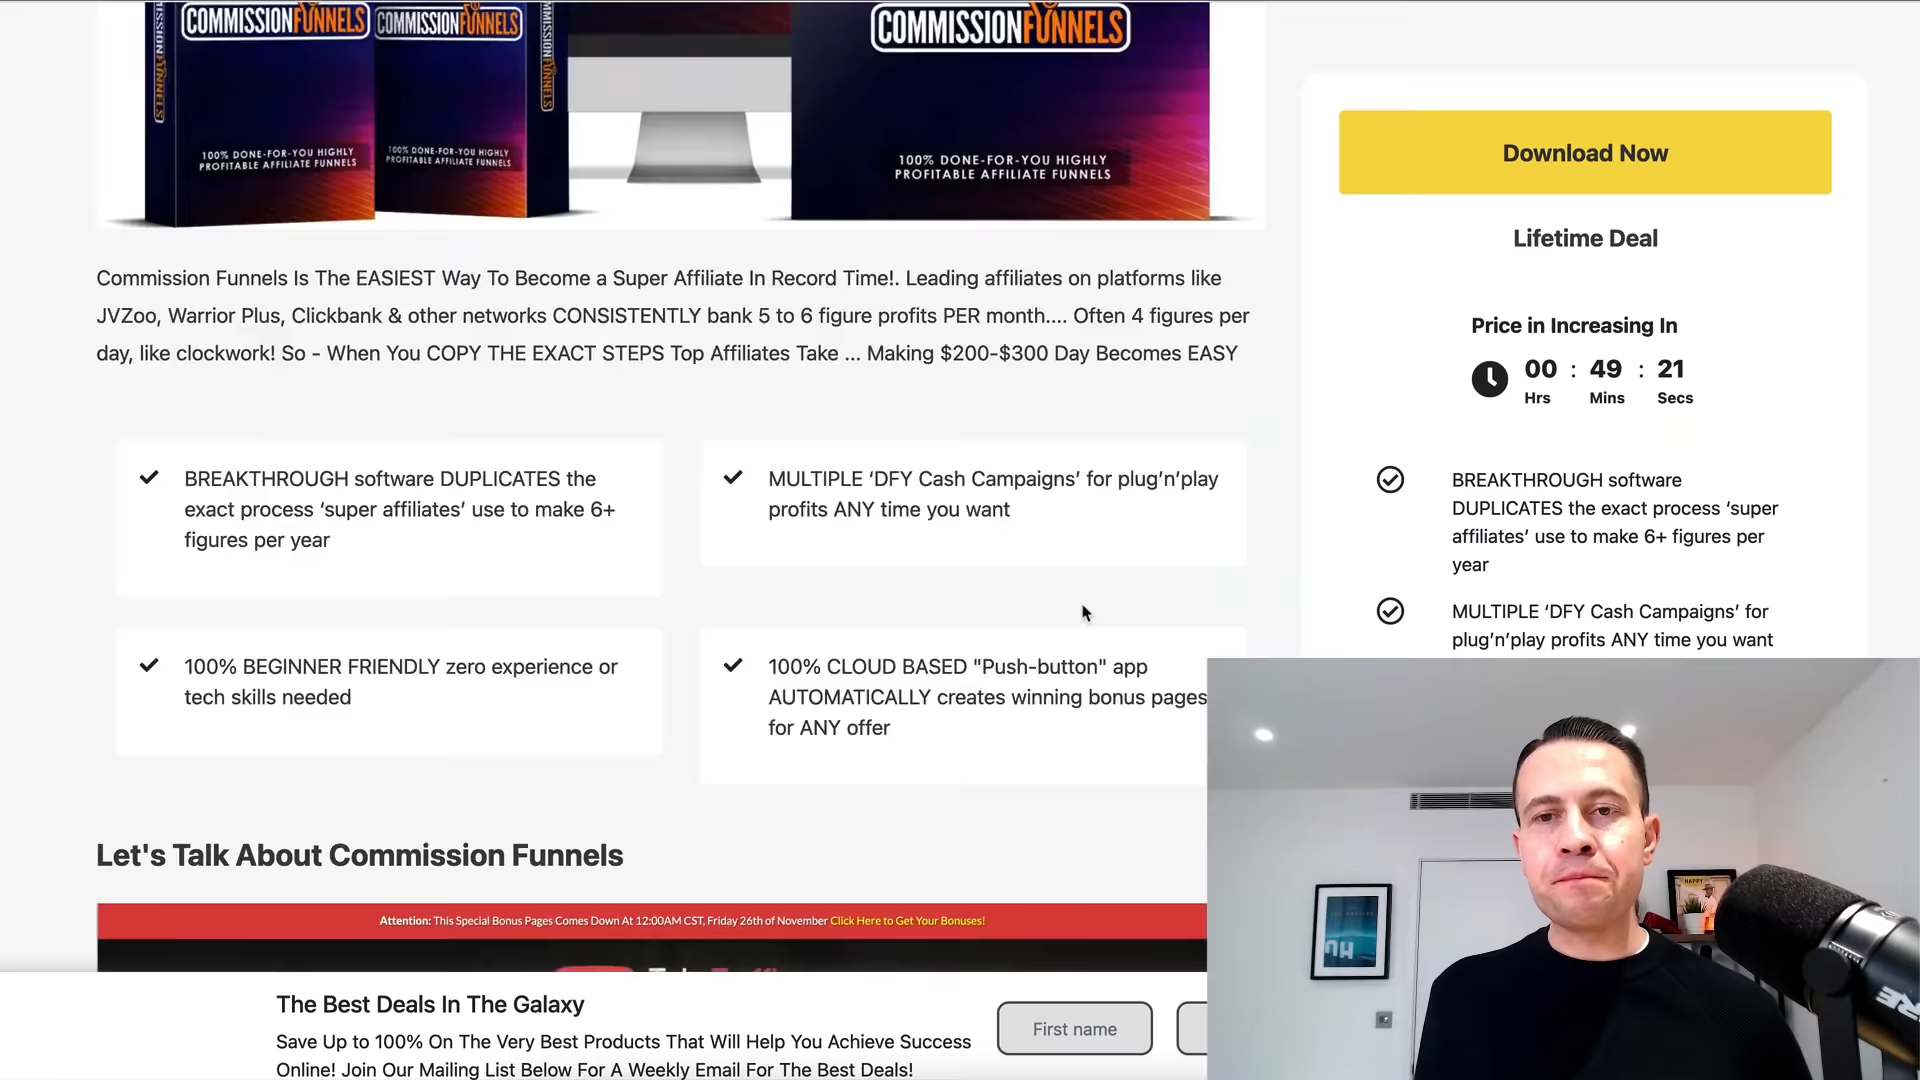 COMMISSIONFUNNELS
COMMISSIONFUNNELS
COMMISSIONFUNNELS
100% DONE-FOR-YOU HIGHLY
PROFITABLE AFFILIATE FUNNELS
100% DONE-FOR-YOU HIGHLY
PROFITABLE AFFILIATE FUNNELS
100% DONE-FOR-YOU HIGHLY
PROFITABLE AFFILIATE FUNNELS
Download Now
Lifetime Deal
Price in Increasing In
00 : 49 : 21
Hrs Mins Secs
Commission Funnels Is The EASIEST Way To Become a Super Affiliate In Record Time!. Leading affiliates on platforms like
JVZoo, Warrior Plus, Clickbank & other networks CONSISTENTLY bank 5 to 6 figure profits PER month.... Often 4 figures per
day, like clockwork! So - When You COPY THE EXACT STEPS Top Affiliates Take ... Making $200-$300 Day Becomes EASY
BREAKTHROUGH software DUPLICATES the
exact process ‘super affiliates’ use to make 6+
figures per year
MULTIPLE ‘DFY Cash Campaigns’ for plug’n’play
profits ANY time you want
100% BEGINNER FRIENDLY zero experience or
tech skills needed
100% CLOUD BASED "Push-button" app
AUTOMATICALLY creates winning bonus pages
for ANY offer
BREAKTHROUGH software
DUPLICATES the exact process ‘super
affiliates’ use to make 6+ figures per
year
MULTIPLE ‘DFY Cash Campaigns’ for
plug’n’play profits ANY time you want
Let's Talk About Commission Funnels
Attention: This Special Bonus Pages Comes Down At 12:00AM CST, Friday 26th of November Click Here to Get Your Bonuses!
The Best Deals In The Galaxy
Save Up to 100% On The Very Best Products That Will Help You Achieve Success
Online! Join Our Mailing List Below For A Weekly Email For The Best Deals!
First name
HAPPY